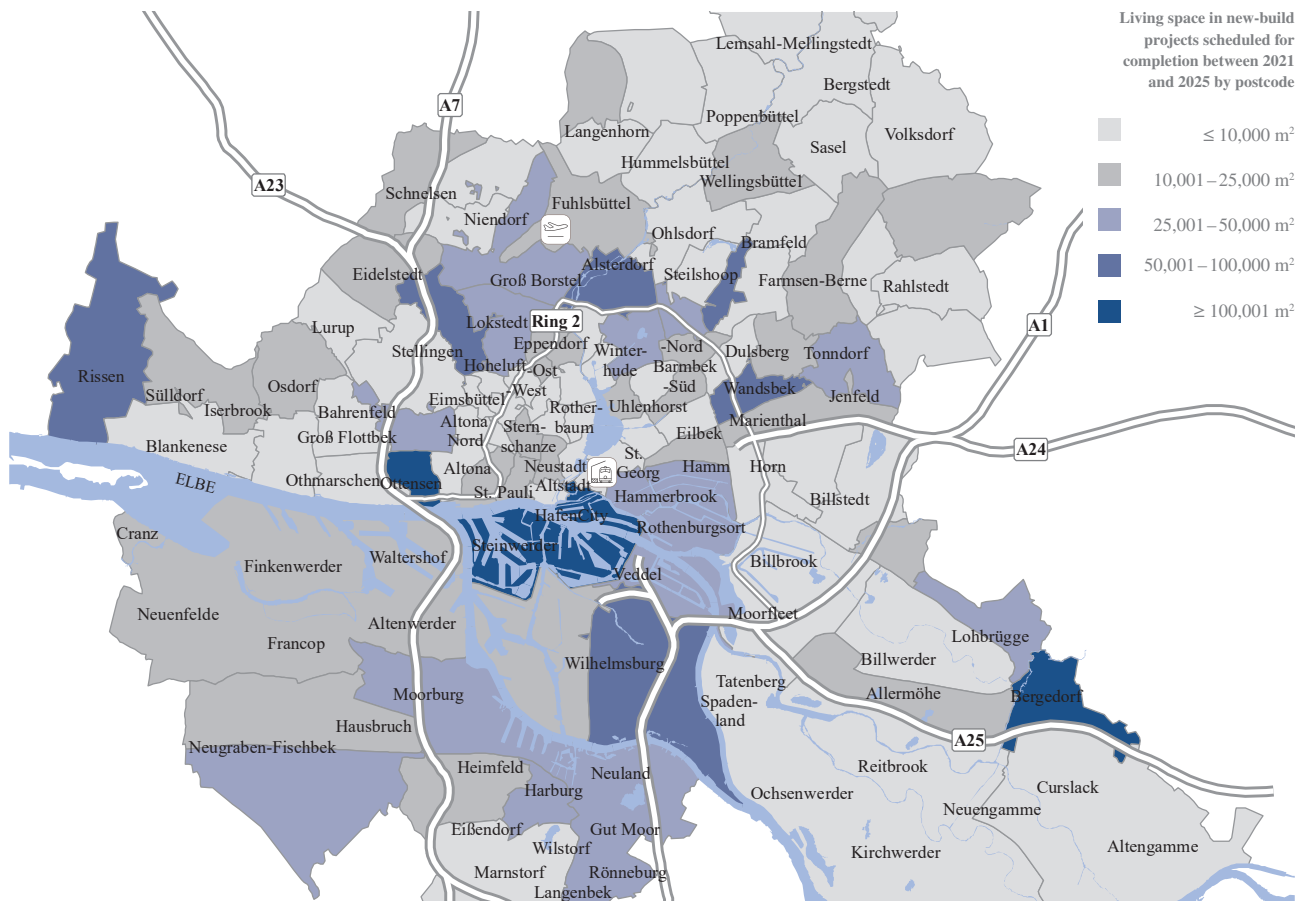 Living space in new-build
projects scheduled for
completion between 2021
and 2025 by postcode
≤ 10,000 m²
10,001–25,000 m²
25,001–50,000 m²
50,001–100,000 m²
≥ 100,001 m²
Lemsahl-Mellingstedt
Bergstedt
A7
Poppenbüttel
Langenhorn
Volksdorf
Sasel
Hummelsbüttel
A23
Wellingsbüttel
Schnelsen
Fuhlsbüttel
Niendorf
Ohlsdorf
Bramfeld
Alsterdorf
Eidelstedt
Steilshoop
Groß Borstel
Farmsen-Berne
Rahlstedt
Lokstedt
Ring 2
A1
Lurup
Eppendorf
Stellingen
Winter-
hude
-Nord
Barmbek
-Süd
Dulsberg
Tonndorf
Hoheluft
-Ost
-West
Rissen
Osdorf
Wandsbek
Sülldorf
Jenfeld
Eimsbüttel
Iserbrook
Bahrenfeld
Rother-
baum
Uhlenhorst
Altona
Nord
Marienthal
Stern-
schanze
Eilbek
Groß Flottbek
Blankenese
A24
St.
Georg
Neustadt
Altona
Hamm
Horn
Othmarschen
Ottensen
ELBE
Altstadt
St. Pauli
Hammerbrook
Billstedt
HafenCity
Rothenburgsort
Cranz
Steinwerder
Waltershof
Finkenwerder
Billbrook
Veddel
Neuenfelde
Moorfleet
Altenwerder
Lohbrügge
Francop
Billwerder
Wilhelmsburg
Tatenberg
Spaden-
land
Moorburg
Allermöhe
Bergedorf
Hausbruch
A25
Neugraben-Fischbek
Heimfeld
Neuland
Reitbrook
Harburg
Curslack
Ochsenwerder
Neuengamme
Eißendorf
Gut Moor
Wilstorf
Altengamme
Kirchwerder
Marnstorf
Rönneburg
Langenbek